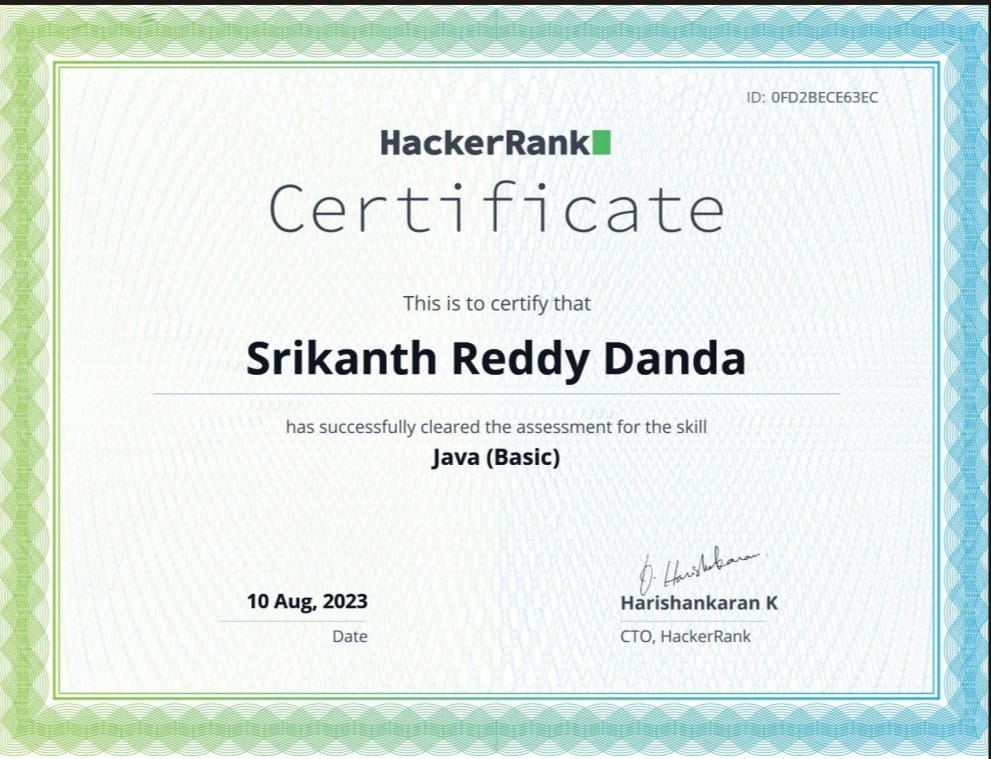 ID: 0FD2BECE63EC
HackerRank
Certificate
This is to certify that
Srikanth Reddy Danda
has successfully cleared the assessment for the skill
Java (Basic)
10 Aug, 2023
Date
Harishankaran K
CTO, HackerRank